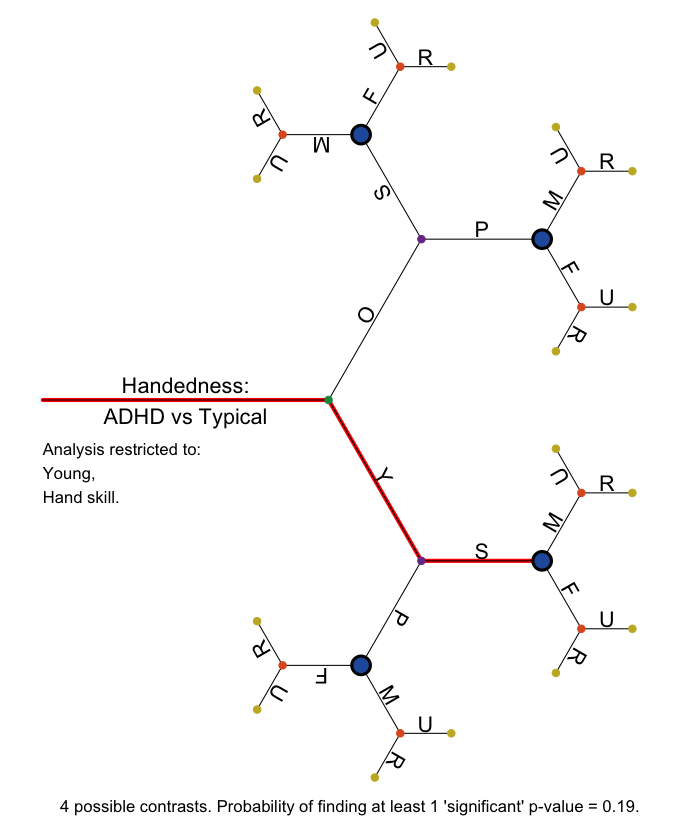 U
R
F
R
M
U
S
U
R
P
M
F
U
R
O
Handedness:
ADHD vs Typical
Analysis restricted to:
Young,
Hand skill.
Y
U
R
M
S
F
U
R
P
R
F
U
M
U
R
4 possible contrasts. Probability of finding at least 1 'significant' p-value = 0.19.